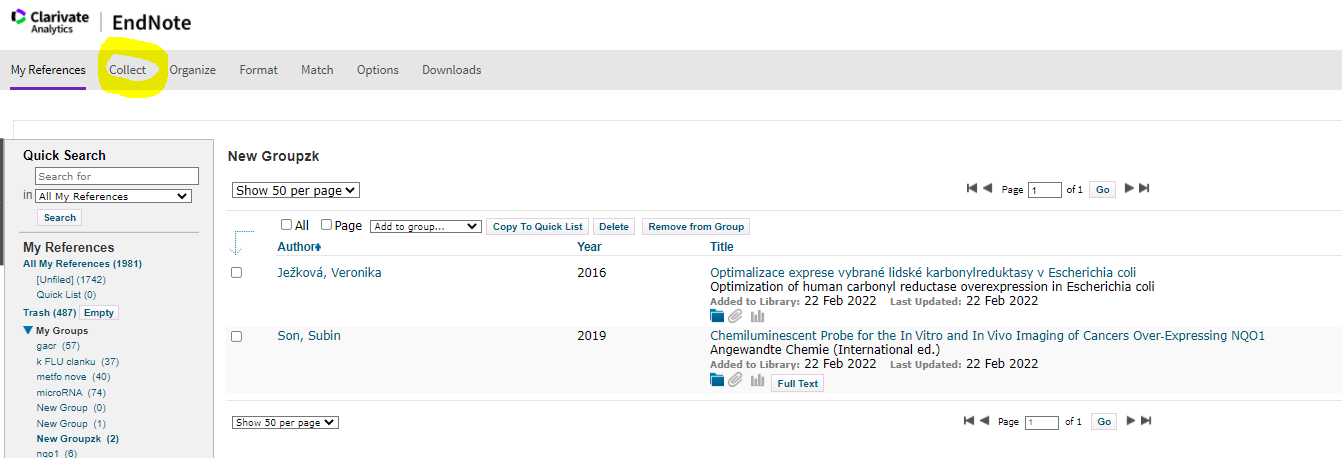 Clarivate Analytics | EndNote
My References Collect Organize Format Match Options Downloads
Quick Search
Search for
in All My References
Search
My References
All My References (1981)
[Unfiled] (1742)
Quick List (0)
Trash (487) Empty
My Groups
gacr (57)
k FLU clanku (37)
metfo nove (40)
microRNA (74)
New Group (0)
New Group (1)
New Groupzk (2)
nqo1 (6)
New Groupzk
Show 50 per page Page 1 of 1 Go
All Page Add to group... Copy To Quick List Delete Remove from Group
Author Year Title
Ježková, Veronika 2016 Optimalizace exprese vybrané lidské karbonylreduktasy v Escherichia coli
Optimization of human carbonyl reductase overexpression in Escherichia coli
Added to Library: 22 Feb 2022 Last Updated: 22 Feb 2022
Son, Subin 2019 Chemiluminescent Probe for the In Vitro and In Vivo Imaging of Cancers Over-Expressing NQO1
Angewandte Chemie (International ed.)
Added to Library: 22 Feb 2022 Last Updated: 22 Feb 2022
Full Text
Show 50 per page Page 1 of 1 Go